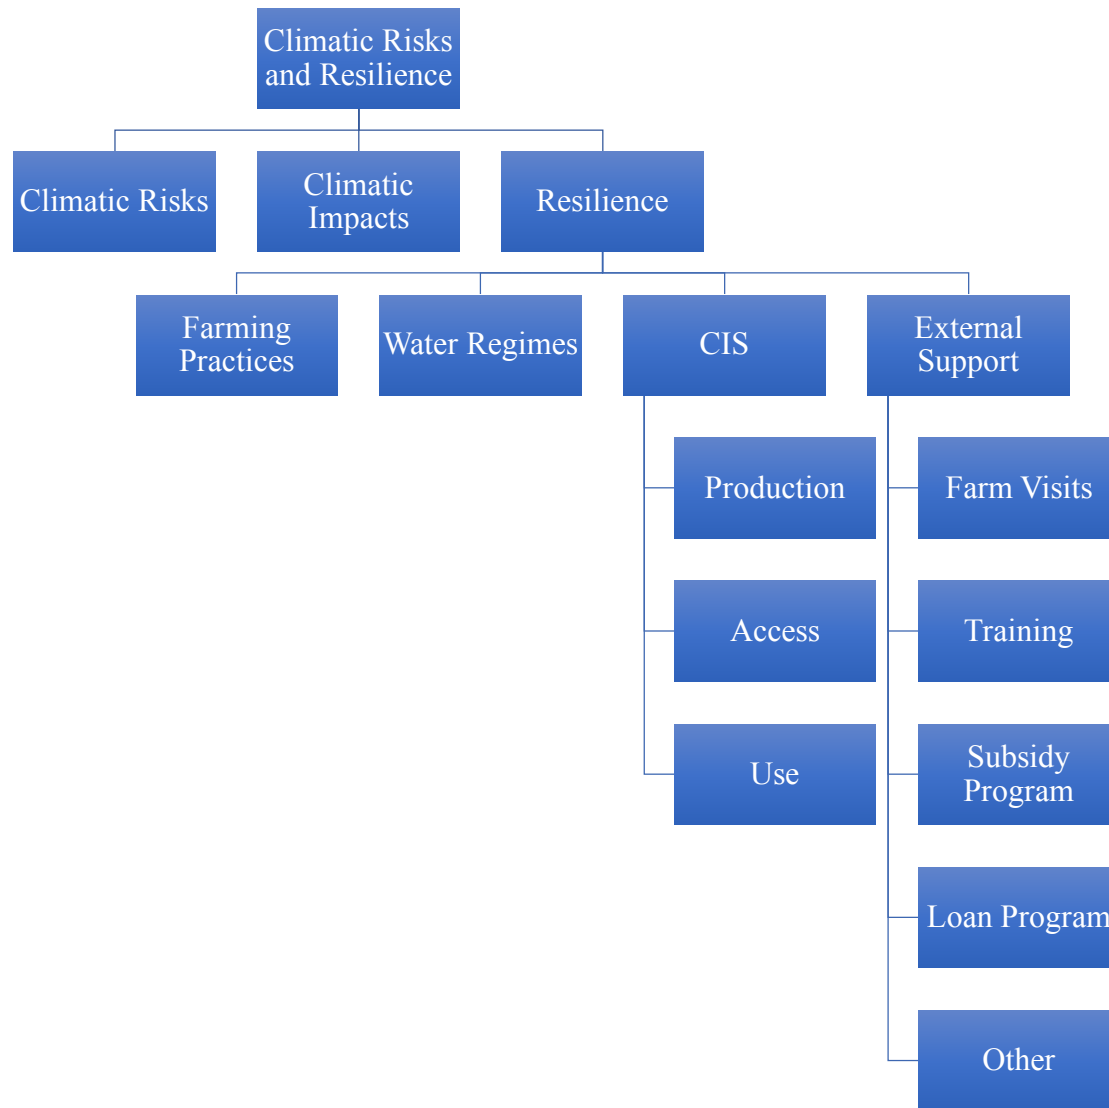 Climatic Risks
and Resilience
Climatic Risks
Climatic
Impacts
Resilience
Farming
Practices
Water Regimes
CIS
External
Support
Production
Farm Visits
Access
Training
Use
Subsidy
Program
Loan Program
Other